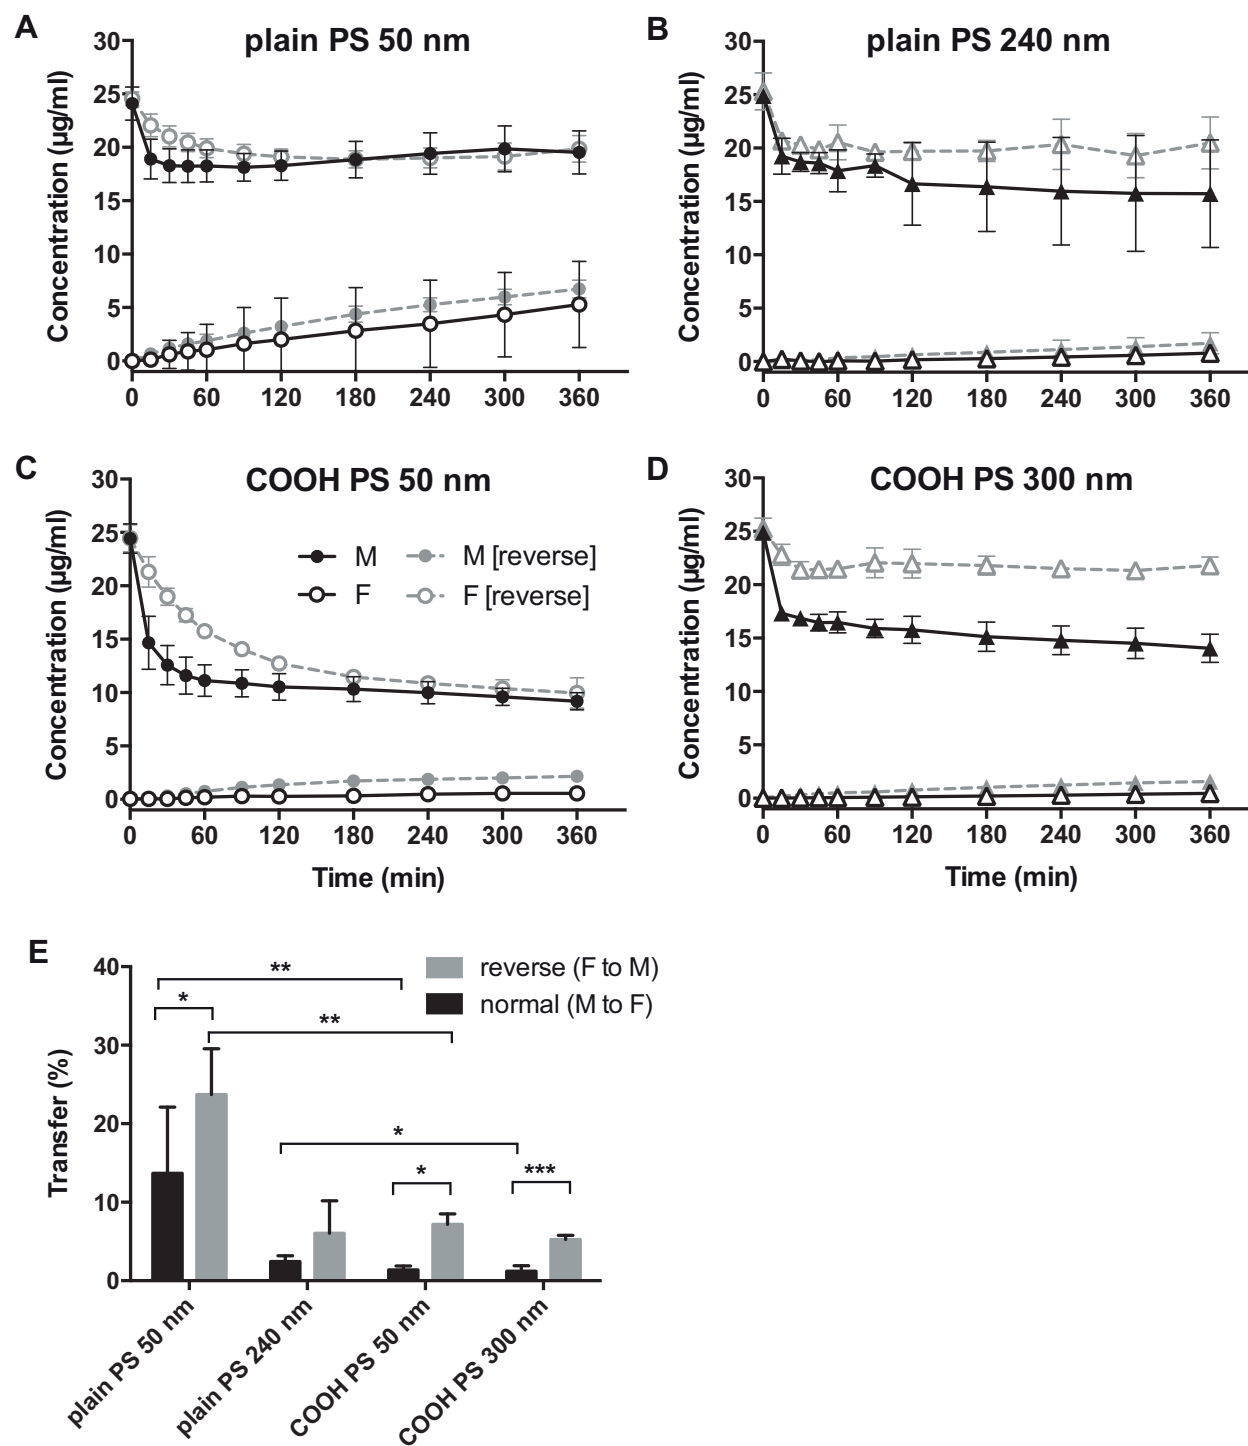 A
plain PS 50 nm
Concentration (µg/ml)
30
25
20
15
10
5
0
0 60 120 180 240 300 360
B
plain PS 240 nm
Concentration (µg/ml)
30
25
20
15
10
5
0
0 60 120 180 240 300 360
C
COOH PS 50 nm
Concentration (µg/ml)
30
25
20
15
10
5
0
M M [reverse]
F F [reverse]
0 60 120 180 240 300 360
Time (min)
D
COOH PS 300 nm
Concentration (µg/ml)
30
25
20
15
10
5
0
0 60 120 180 240 300 360
Time (min)
E
Transfer (%)
40
30
20
10
0
reverse (F to M)
normal (M to F)
**
*
**
*
*
***
plain PS 50 nm
plain PS 240 nm
COOH PS 50 nm
COOH PS 300 nm